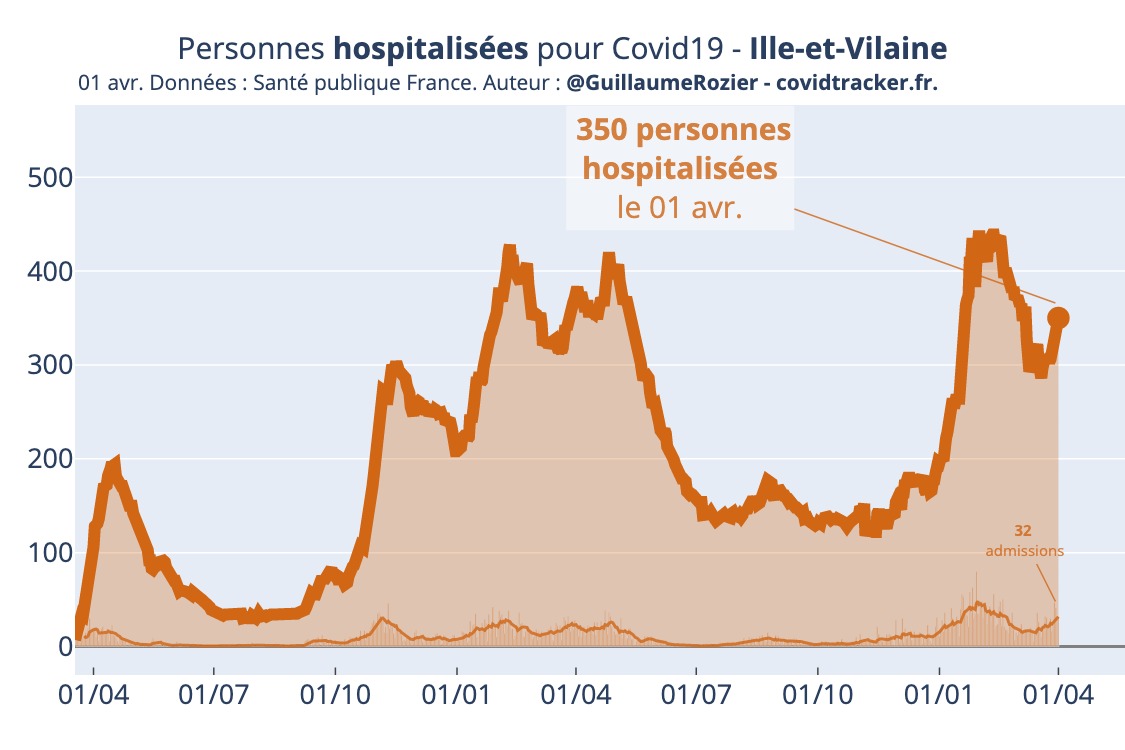 Personnes hospitalisées pour Covid19 - Ille-et-Vilaine
01 avr. Données : Santé publique France. Auteur : @GuillaumeRozier - covidtracker.fr.
350 personnes
hospitalisées
le 01 avr.
500
400
300
200
100
0
32
admissions
01/04 01/07 01/10 01/01 01/04 01/07 01/10 01/01 01/04